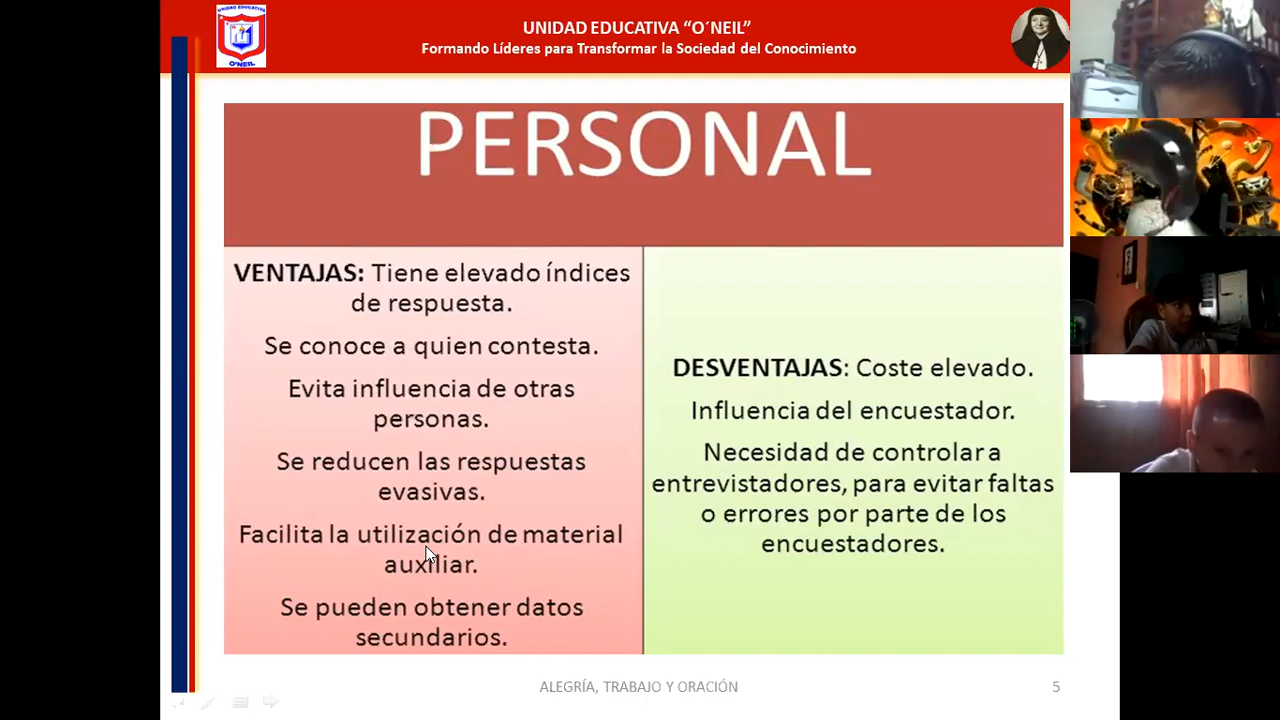 UNIDAD EDUCATIVA
O'NEIL
UNIDAD EDUCATIVA “O´NEIL”
Formando Líderes para Transformar la Sociedad del Conocimiento
PERSONAL
VENTAJAS: Tiene elevado índices
de respuesta.
Se conoce a quien contesta.
Evita influencia de otras
personas.
Se reducen las respuestas
evasivas.
Facilita la utilización de material
auxiliar.
Se pueden obtener datos
secundarios.
DESVENTAJAS: Coste elevado.
Influencia del encuestador.
Necesidad de controlar a
entrevistadores, para evitar faltas
o errores por parte de los
encuestadores.
ALEGRÍA, TRABAJO Y ORACIÓN
5